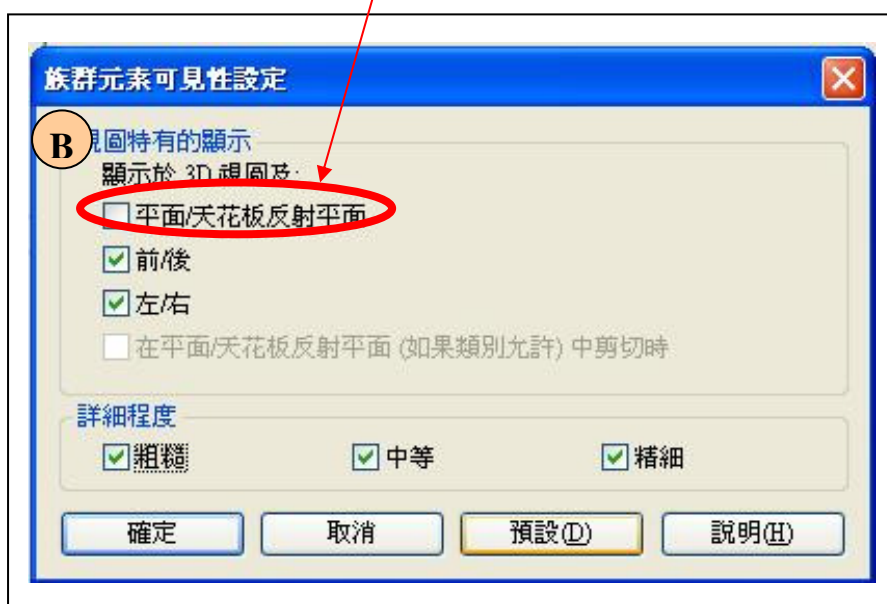 族群元素可見性設定
B
視圖特有的顯示
顯示於 3D 視圖及:
平面/天花板反射平面
前/後
左/右
在平面/天花板反射平面 (如果類別允許) 中剪切時
詳細程度
粗糙
中等
精細
確定
取消
預設(D)
說明(H)